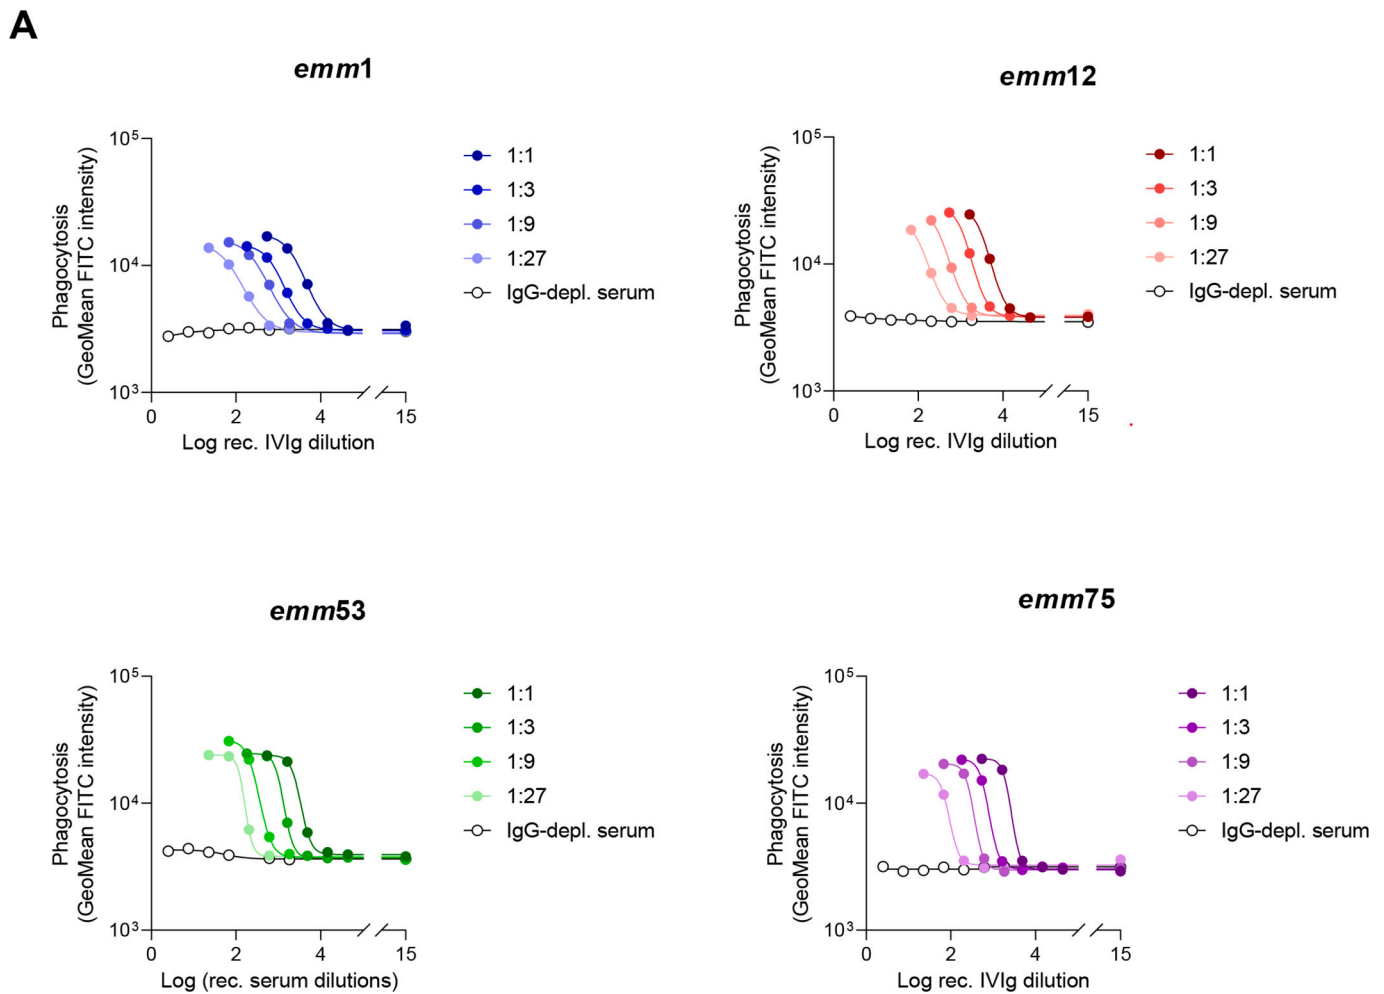 A
emm1
Phagocytosis
(GeoMean FITC intensity)
10⁵
10⁴
10³
0
2
4
15
Log rec. IVIg dilution
1:1
1:3
1:9
1:27
IgG-depl. serum
emm12
Phagocytosis
(GeoMean FITC intensity)
10⁵
10⁴
10³
0
2
4
15
Log rec. IVIg dilution
1:1
1:3
1:9
1:27
IgG-depl. serum
emm53
Phagocytosis
(GeoMean FITC intensity)
10⁵
10⁴
10³
0
2
4
15
Log (rec. serum dilutions)
1:1
1:3
1:9
1:27
IgG-depl. serum
emm75
Phagocytosis
(GeoMean FITC intensity)
10⁵
10⁴
10³
0
2
4
15
Log rec. IVIg dilution
1:1
1:3
1:9
1:27
IgG-depl. serum